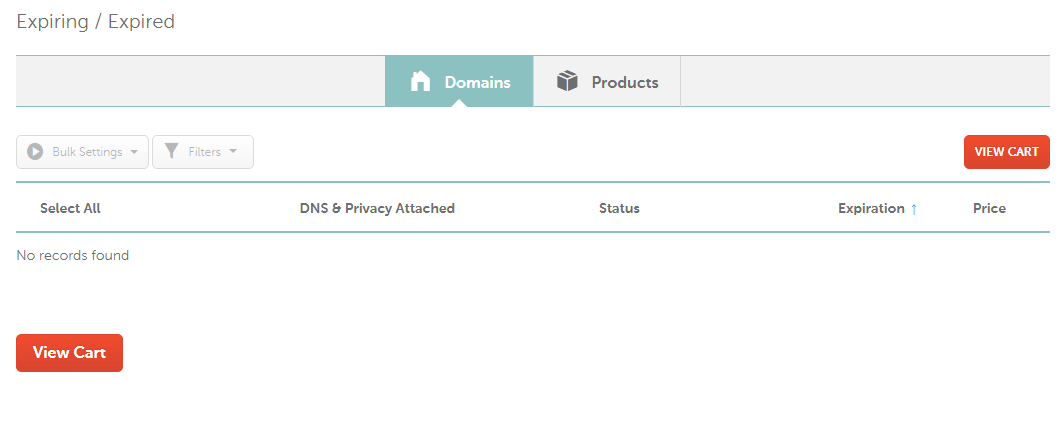 Expiring / Expired
Domains Products
Bulk Settings Filters VIEW CART
Select All DNS & Privacy Attached Status Expiration ↑ Price
No records found
View Cart